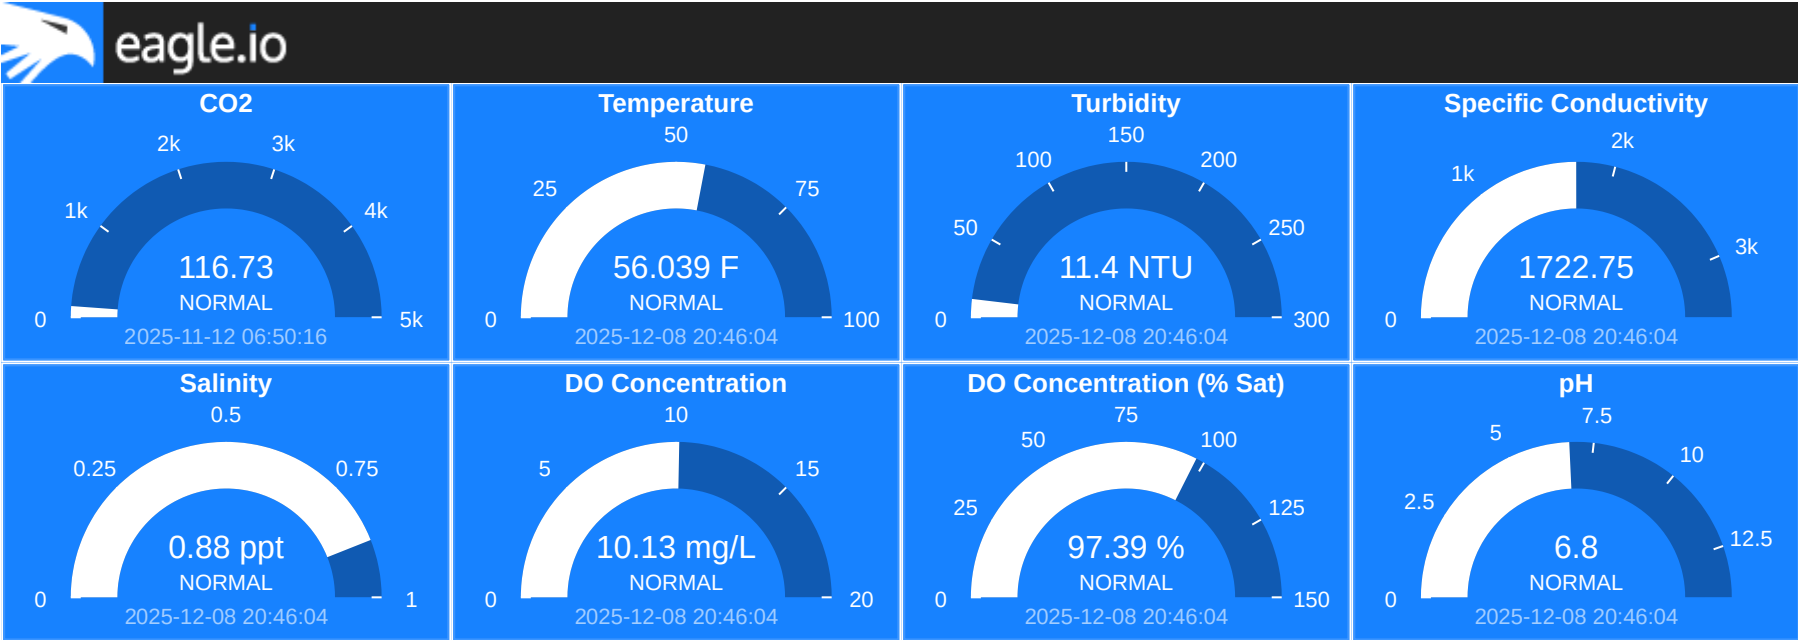 eagle.io
CO2
0
1k
2k
3k
4k
5k
116.73
NORMAL
2025-11-12 06:50:16
Temperature
0
25
50
75
100
56.039 F
NORMAL
2025-12-08 20:46:04
Turbidity
0
50
100
150
200
250
300
11.4 NTU
NORMAL
2025-12-08 20:46:04
Specific Conductivity
0
1k
2k
3k
1722.75
NORMAL
2025-12-08 20:46:04
Salinity
0
0.25
0.5
0.75
1
0.88 ppt
NORMAL
2025-12-08 20:46:04
DO Concentration
0
5
10
15
20
10.13 mg/L
NORMAL
2025-12-08 20:46:04
DO Concentration (% Sat)
0
25
50
75
100
125
150
97.39 %
NORMAL
2025-12-08 20:46:04
pH
0
2.5
5
7.5
10
12.5
6.8
NORMAL
2025-12-08 20:46:04